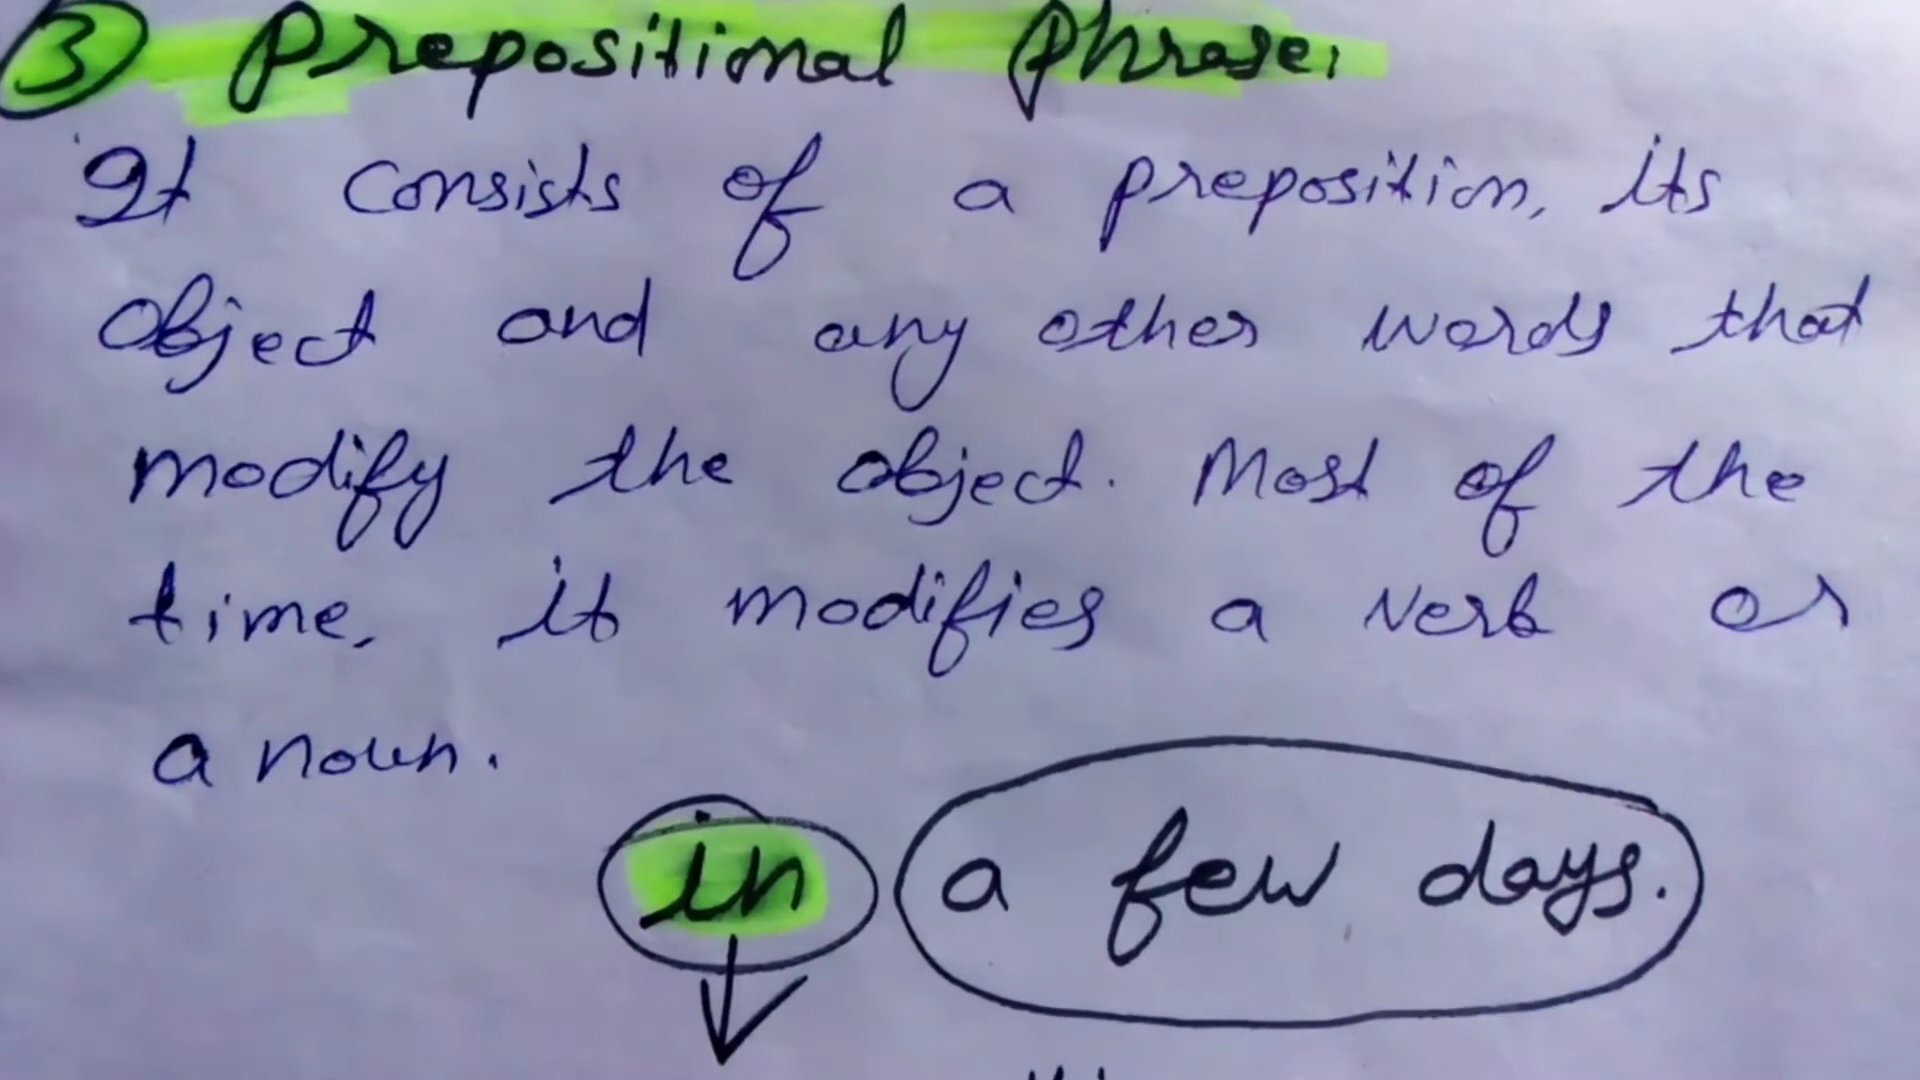 3 Prepositional Phrase:
It consists of a preposition, its
object and any other words that
modify the object. Most of the
time, it modifies a verb or
a noun.
in a few days.